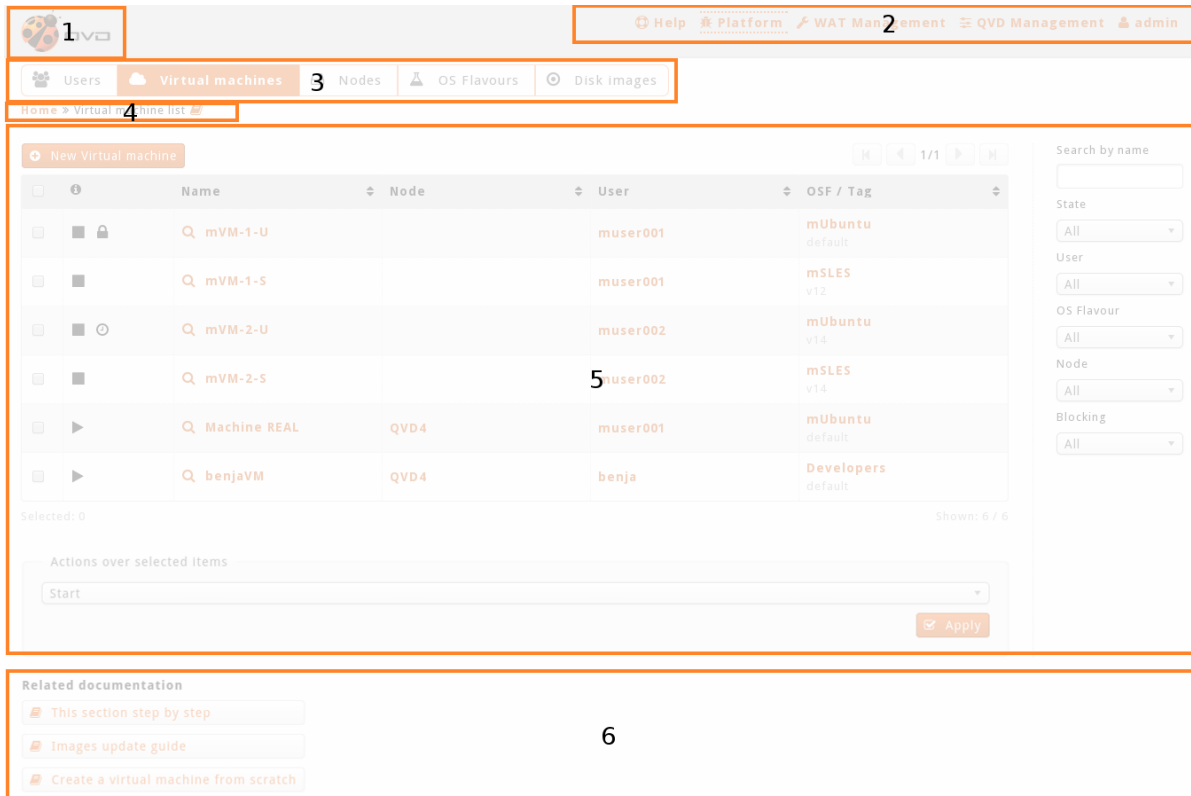 1
QVD
Help Platform WAT Management QVD Management admin
2
Users Virtual machines Nodes OS Flavours Disk images
3
Home » Virtual machine list
4
New Virtual machine
1/1
Name Node User OSF / Tag
mVM-1-U muser001 mUbuntu
default
mVM-1-S muser001 mSLES
v12
mVM-2-U muser002 mUbuntu
v14
mVM-2-S muser002 mSLES
v14
5
Machine REAL QVD4 muser001 mUbuntu
default
benjaVM QVD4 benja Developers
default
Selected: 0 Shown: 6 / 6
Actions over selected items
Start
Apply
Search by name
State
All
User
All
OS Flavour
All
Node
All
Blocking
All
Related documentation
This section step by step
Images update guide
Create a virtual machine from scratch
6